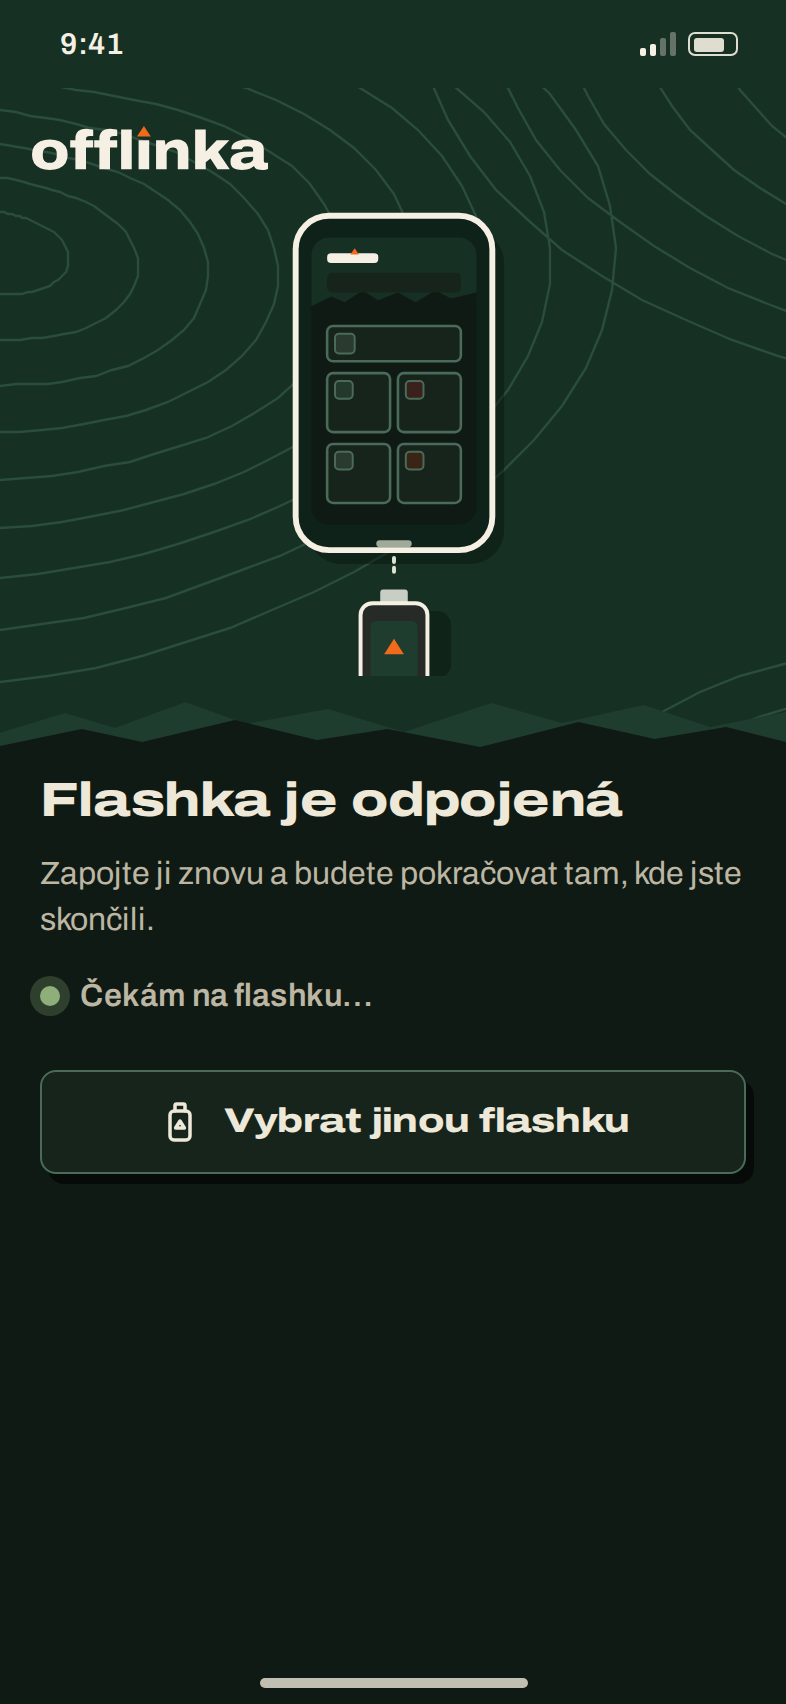 9:41
offlinka
Flashka je odpojená
Zapojte ji znovu a budete pokračovat tam, kde jste
skončili.
Čekám na flashku…
Vybrat jinou flashku